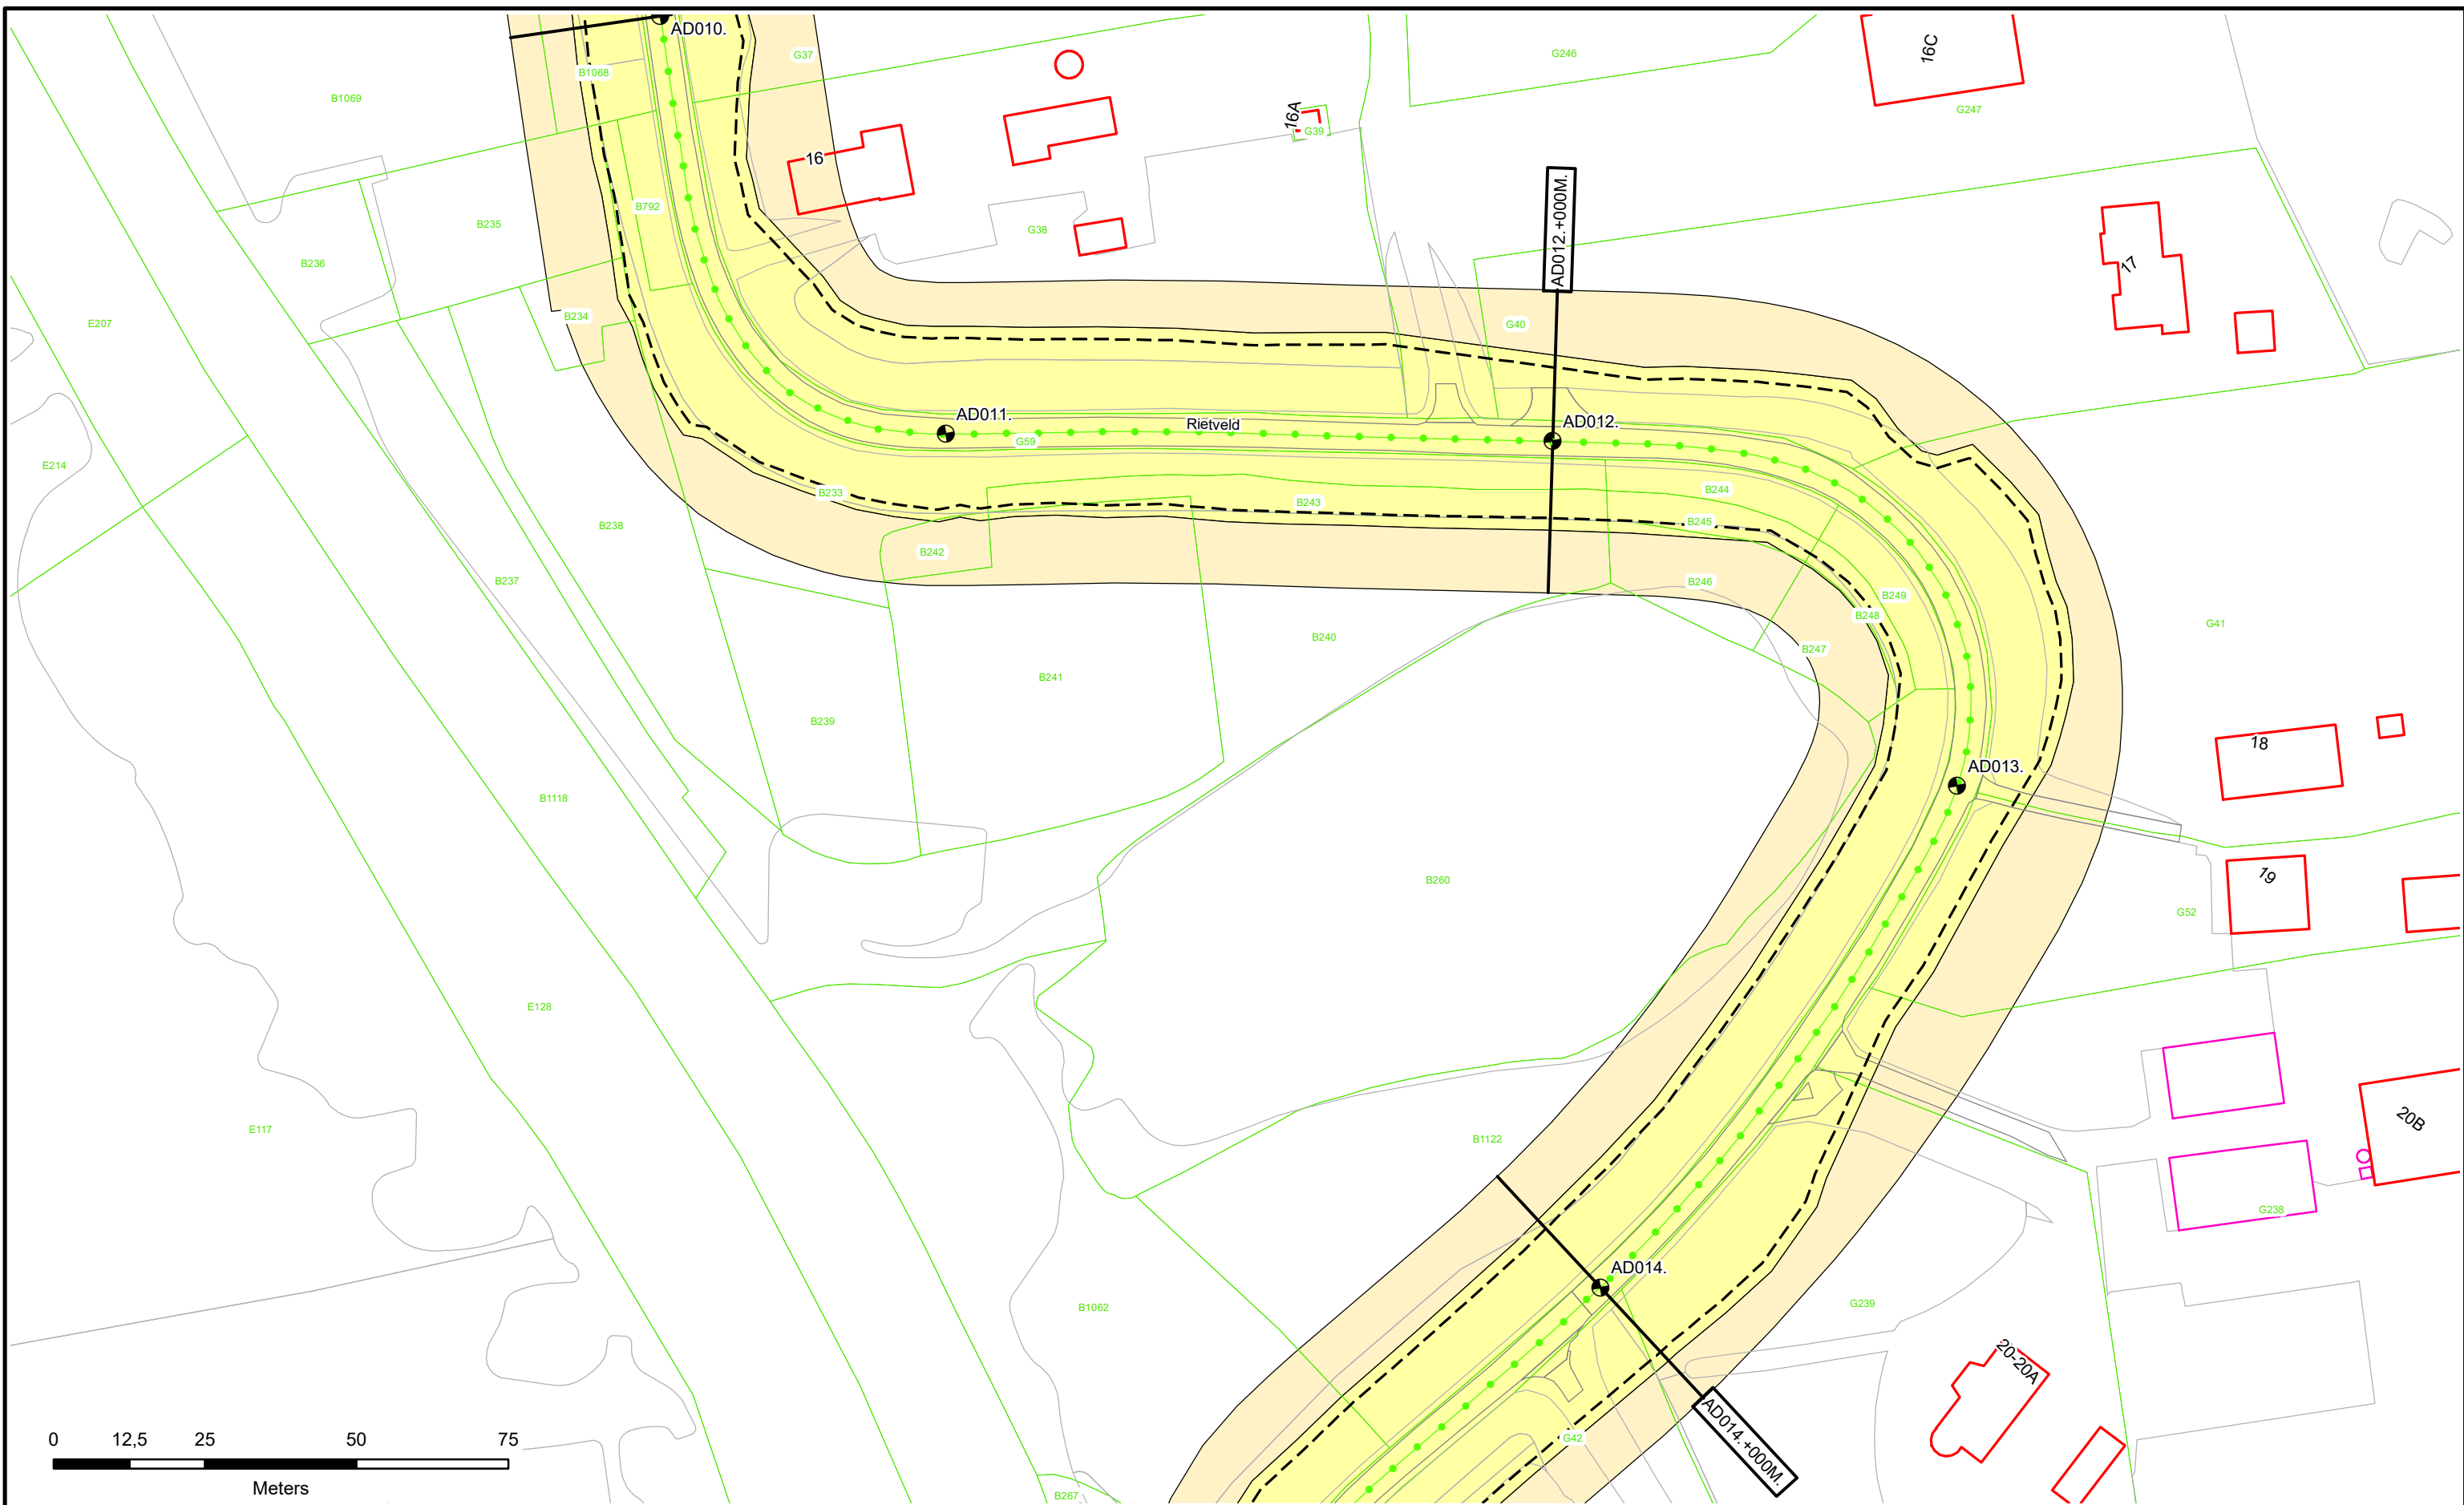 AD010.
G37
B1068
B1069
G246
16C
G247
16A
G39
16
B792
B235
G38
B236
AD012.+000M.
17
B234
E207
G40
AD011.
Rietveld
AD012.
G59
E214
B233
B243
B244
B245
B238
B242
B237
B246
B249
B248
G41
B240
B247
B241
B239
18
AD013.
B1118
B260
19
G52
E128
20B
E117
B1122
G238
AD014.
B1062
G239
20-20A
AD014.+000M.
G42
0 12,5 25 50 75
Meters
B267